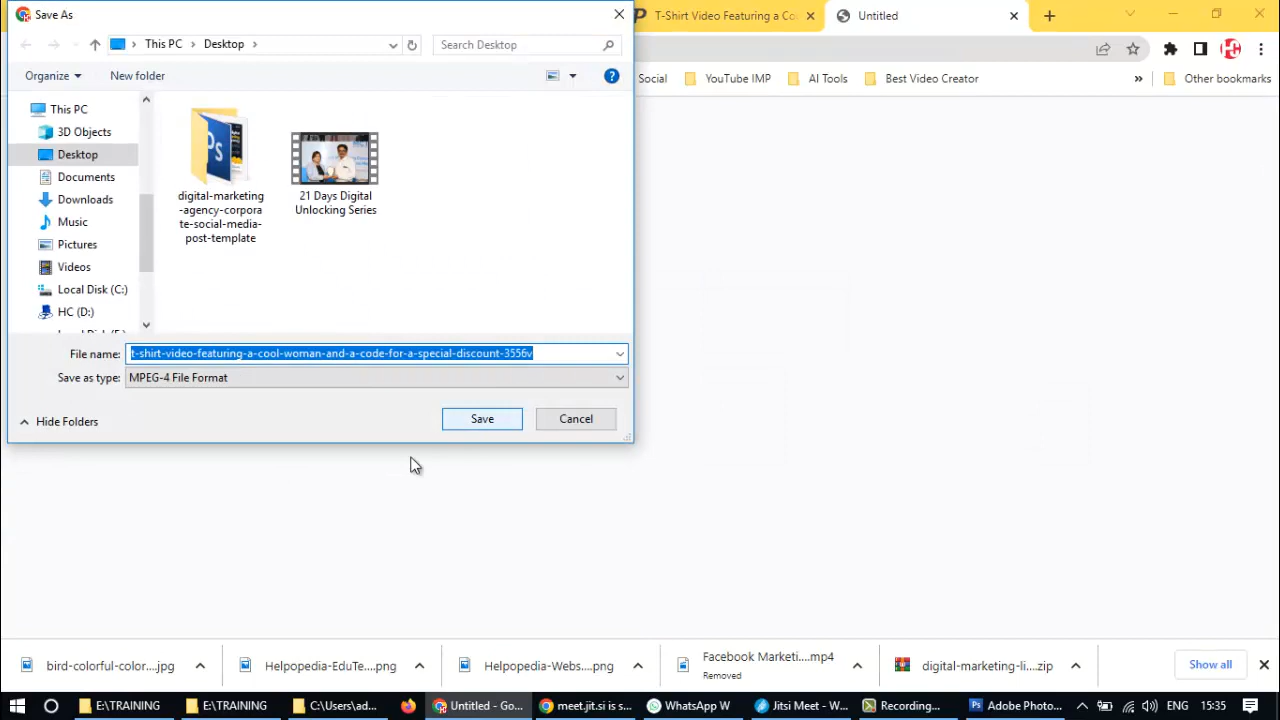 Save As
T-Shirt Video Featuring a Co
Untitled
This PC
Desktop
Search Desktop
Organize
New folder
Social
YouTube IMP
AI Tools
Best Video Creator
»
Other bookmarks
This PC
3D Objects
Desktop
Documents
Downloads
Music
Pictures
Videos
Local Disk (C:)
HC (D:)
digital-marketing
-agency-corpora
te-social-media-
post-template
21 Days Digital
Unlocking Series
File name:
t-shirt-video-featuring-a-cool-woman-and-a-code-for-a-special-discount-3556v
Save as type:
MPEG-4 File Format
Hide Folders
Save
Cancel
bird-colorful-color....jpg
Helpopedia-EduTe....png
Helpopedia-Webs....png
Facebook Marketi....mp4
Removed
digital-marketing-li....zip
Show all
E:\TRAINING
E:\TRAINING
C:\Users\ad...
Untitled - Go...
meet.jit.si is s...
WhatsApp W
Jitsi Meet - W...
Recording...
Adobe Photo...
ENG
15:35